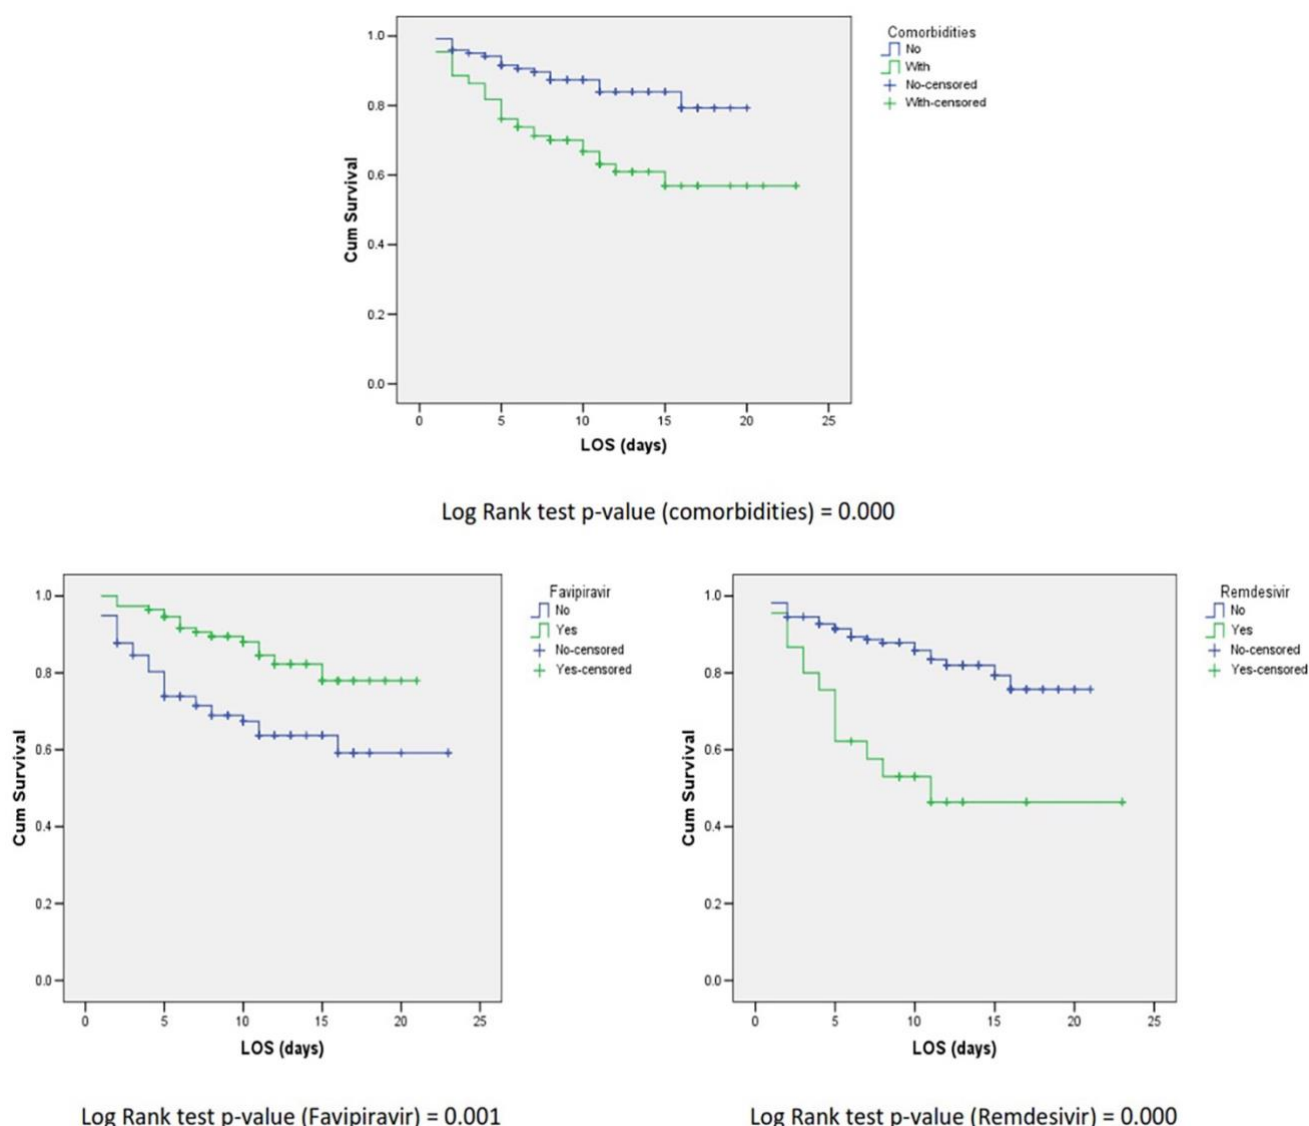 Comorbidities
No
With
No-censored
With-censored
1.0
0.8
0.6
0.4
0.2
0.0
Cum Survival
0 5 10 15 20 25
LOS (days)
Log Rank test p-value (comorbidities) = 0.000
Favipiravir
No
Yes
No-censored
Yes-censored
1.0
0.8
0.6
0.4
0.2
0.0
Cum Survival
0 5 10 15 20 25
LOS (days)
Log Rank test p-value (Favipiravir) = 0.001
Remdesivir
No
Yes
No-censored
Yes-censored
1.0
0.8
0.6
0.4
0.2
0.0
Cum Survival
0 5 10 15 20 25
LOS (days)
Log Rank test p-value (Remdesivir) = 0.000